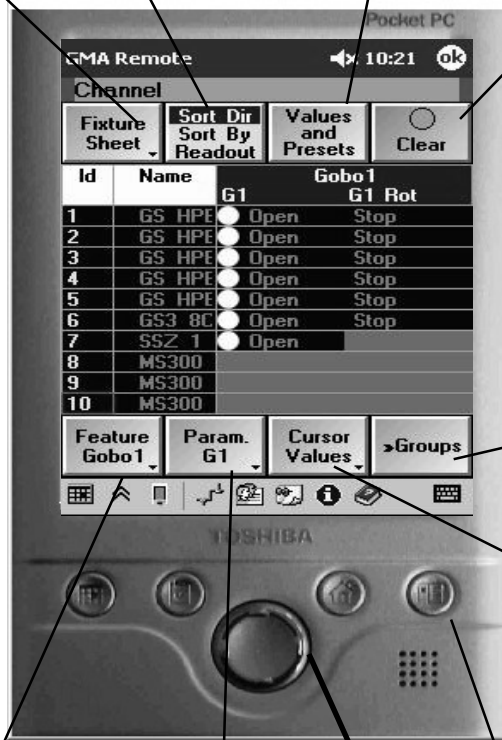 Pocket PC
GMA Remote 10:21 ok
Channel
Fixture Sheet
Sort Dir
Sort By
Readout
Values and Presets
Clear
Id Name Gobo1
G1 G1 Rot
1 GS HPE Open Stop
2 GS HPE Open Stop
3 GS HPE Open Stop
4 GS HPE Open Stop
5 GS HPE Open Stop
6 GS3 8C Open Stop
7 SSZ 1 Open
8 MS300
9 MS300
10 MS300
Feature Gobo1
Param. G1
Cursor Values
»Groups
TOSHIBA